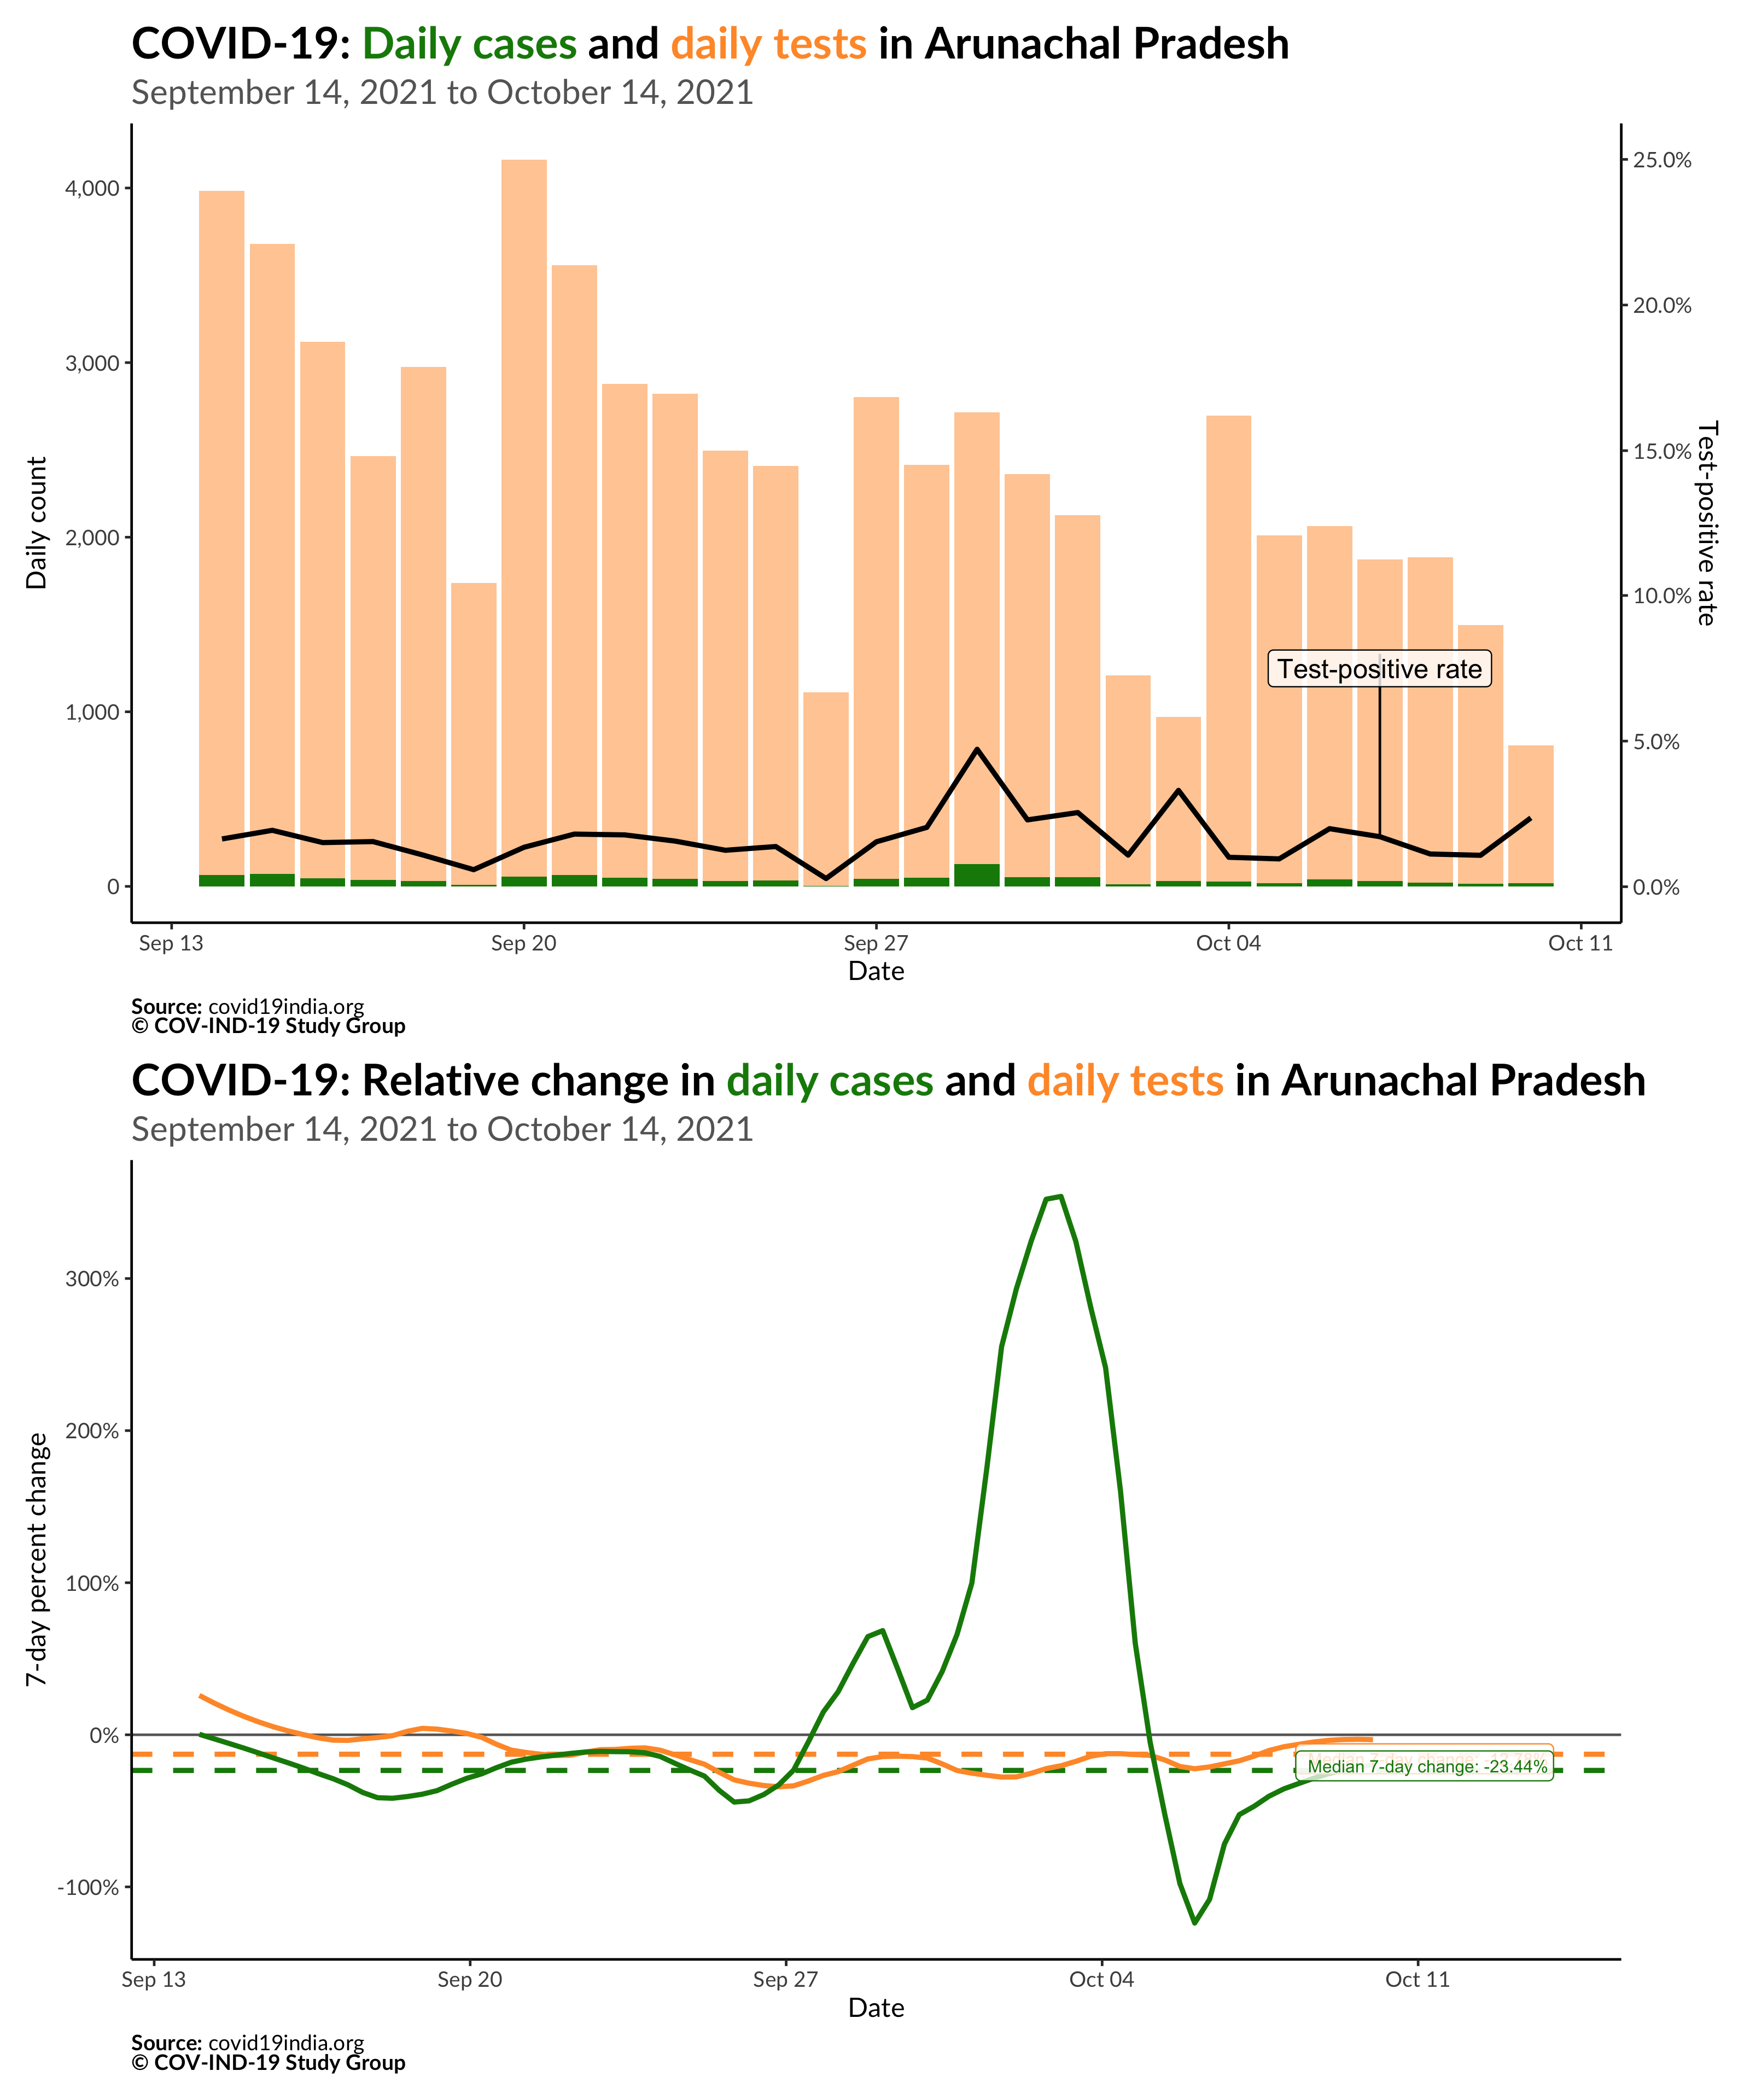 COVID-19: Daily cases and daily tests in Arunachal Pradesh
September 14, 2021 to October 14, 2021
Daily count
4,000
3,000
2,000
1,000
0
25.0%
20.0%
15.0%
10.0%
5.0%
0.0%
Test-positive rate
Test-positive rate
Sep 13
Sep 20
Sep 27
Oct 04
Oct 11
Date
Source: covid19india.org
© COV-IND-19 Study Group
COVID-19: Relative change in daily cases and daily tests in Arunachal Pradesh
September 14, 2021 to October 14, 2021
7-day percent change
300%
200%
100%
0%
-100%
Median 7-day change:
Median 7-day change: -23.44%
Sep 13
Sep 20
Sep 27
Oct 04
Oct 11
Date
Source: covid19india.org
© COV-IND-19 Study Group